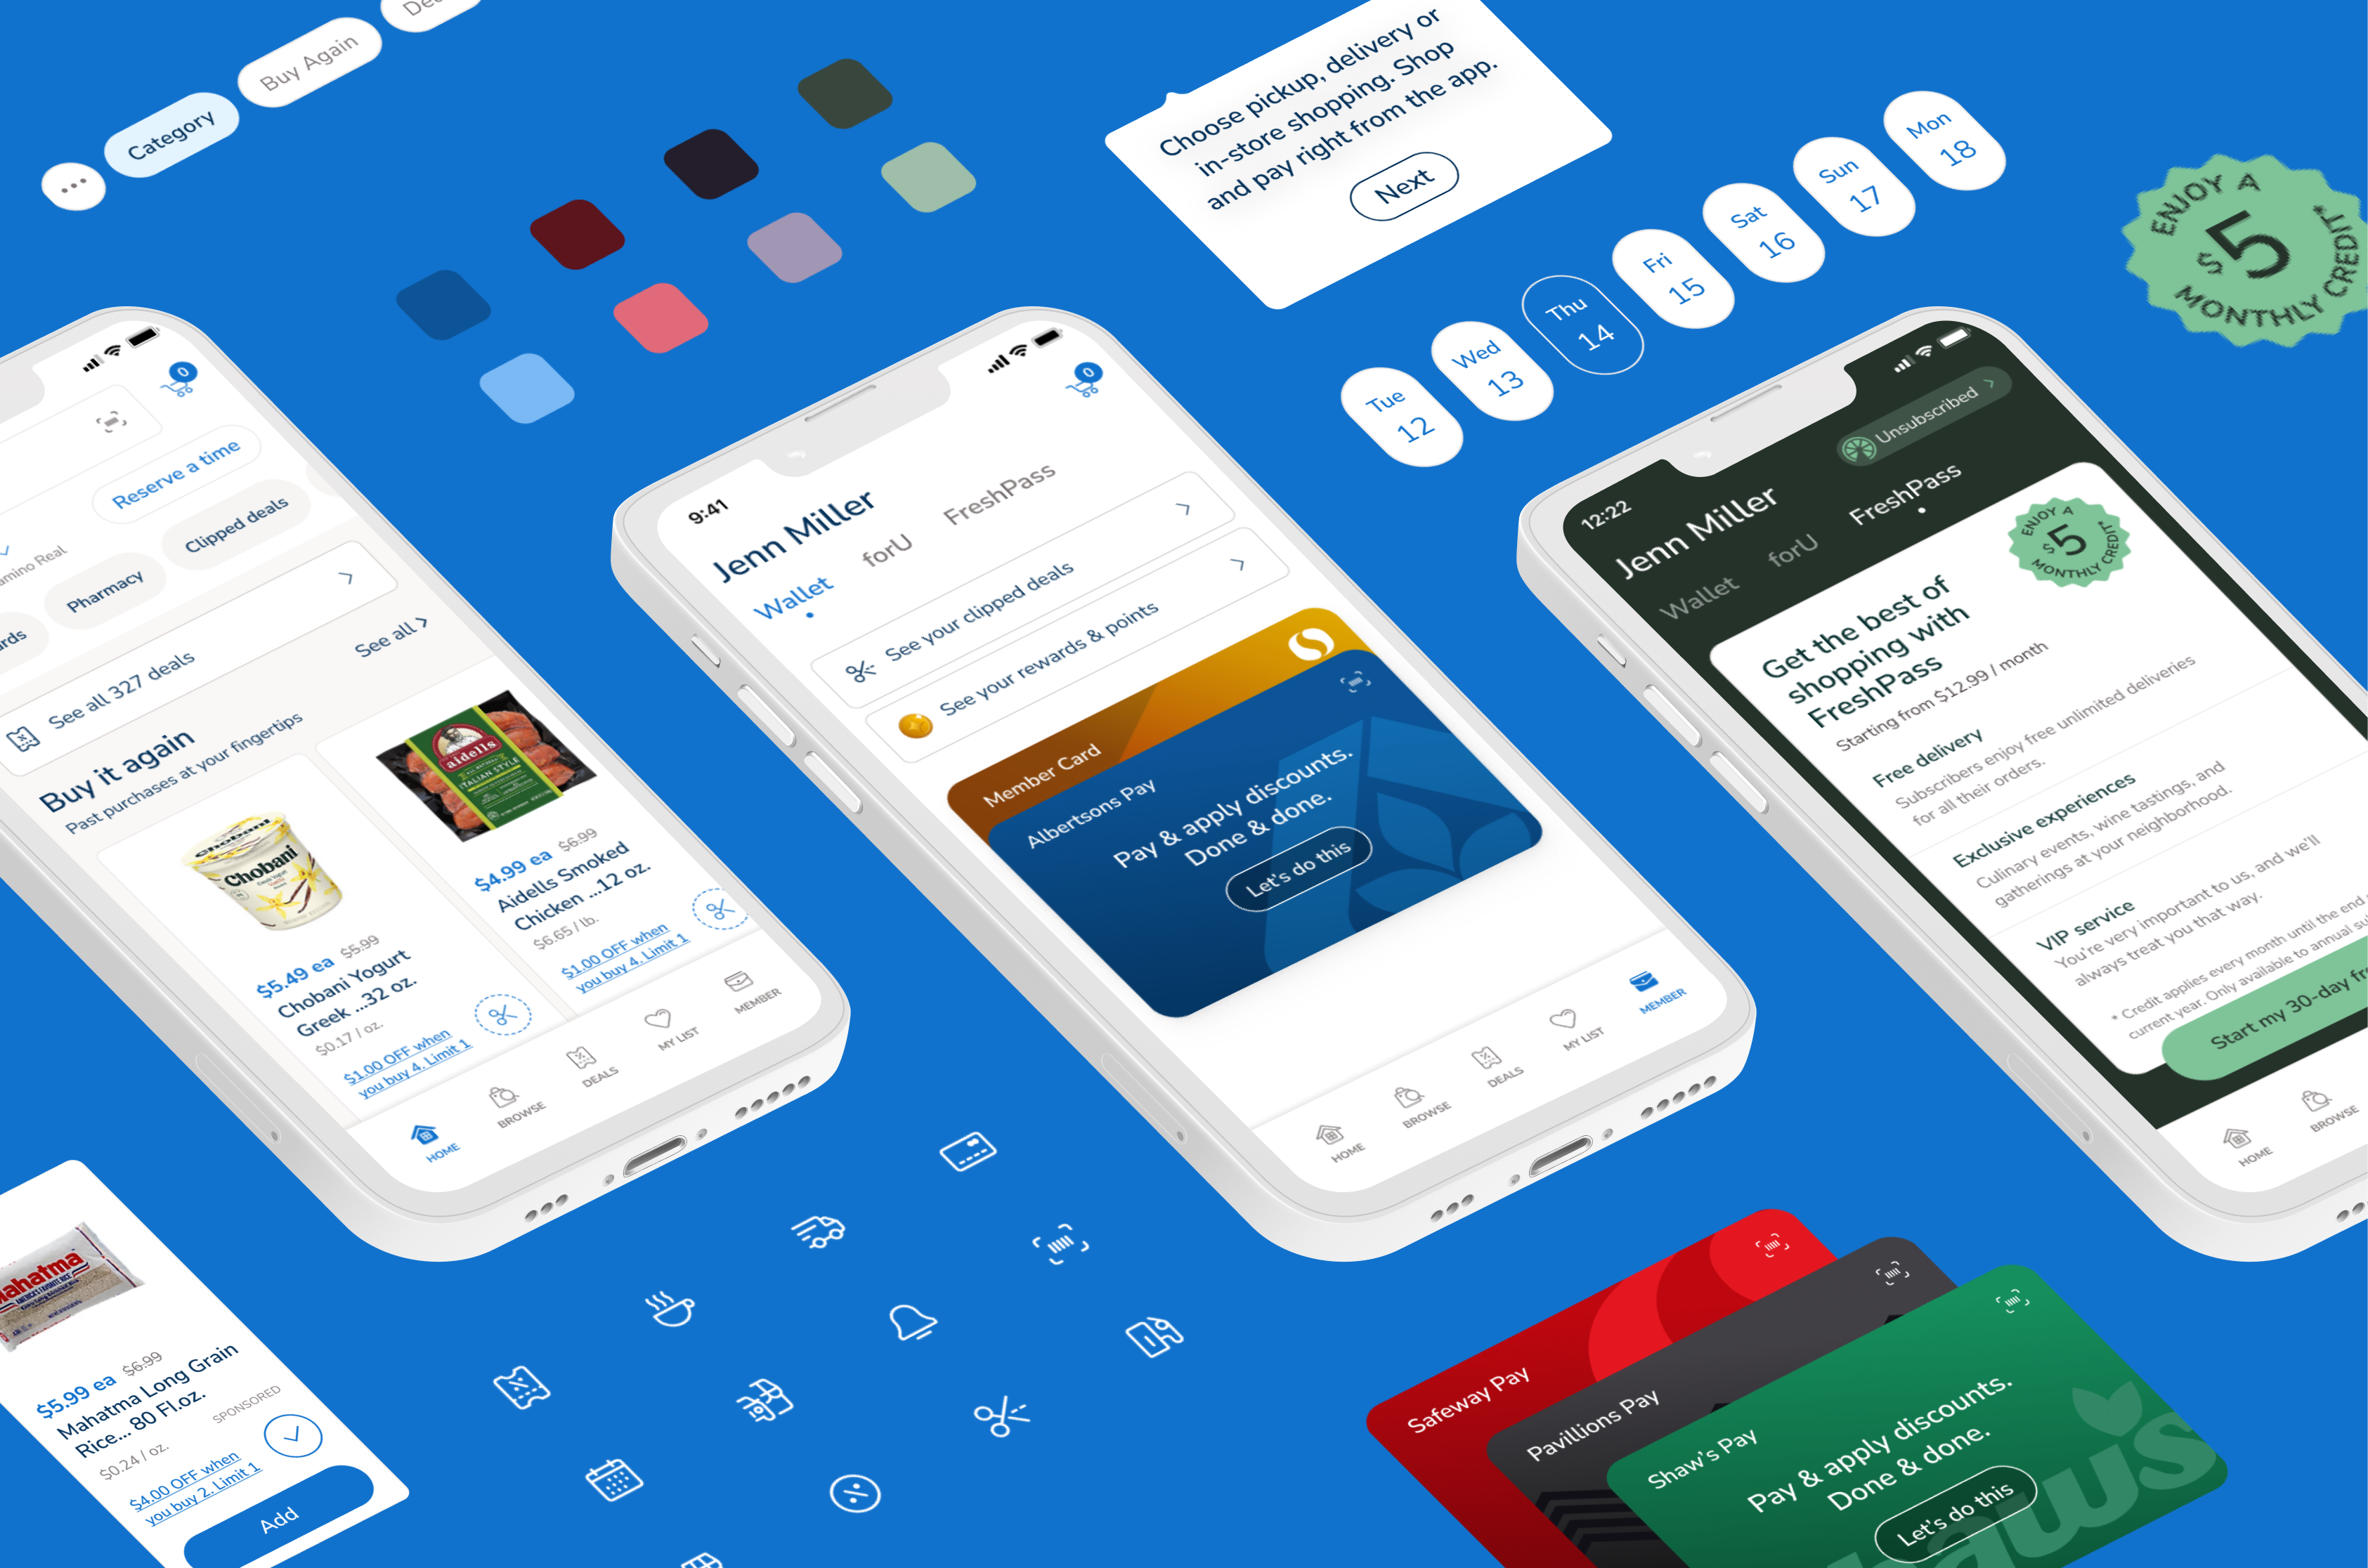 Category
Buy Again
Choose pickup, delivery or
in-store shopping. Shop
and pay right from the app.
Next
Tue
12
Wed
13
Thu
14
Fri
15
Sat
16
Sun
17
Mon
18
ENJOY A
$5
MONTHLY CREDIT*
0
Reserve a time
Pharmacy
Clipped deals
See all 327 deals
See all
Buy it again
Past purchases at your fingertips
Chobani
Chobani
$5.49 ea $5.99
Chobani Yogurt
Greek ...32 oz.
$0.17 / oz.
$1.00 OFF when
you buy 4. Limit 1
aidells
ITALIAN STYLE
$4.99 ea $6.99
Aidells Smoked
Chicken ...12 oz.
$6.65 / lb.
$1.00 OFF when
you buy 4. Limit 1
HOME
BROWSE
DEALS
MY LIST
MEMBER
9:41
0
Jenn Miller
Wallet
forU
FreshPass
See your clipped deals
See your rewards & points
Member Card
Albertsons Pay
Pay & apply discounts.
Done & done.
Let's do this
HOME
BROWSE
DEALS
MY LIST
MEMBER
12:22
Unsubscribed
Jenn Miller
Wallet
forU
FreshPass
ENJOY A
$5
MONTHLY CREDIT*
Get the best of
shopping with
FreshPass
Starting from $12.99 / month
Free delivery
Subscribers enjoy free unlimited deliveries
for all their orders.
Exclusive experiences
Culinary events, wine tastings, and
gatherings at your neighborhood.
VIP service
You're very important to us, and we'll
always treat you that way.
* Credit applies every month until the end
current year. Only available to annual
Start my 30-day
HOME
BROWSE
Mahatma
$5.99 ea $6.99
Mahatma Long Grain
Rice... 80 Fl.oz.
$0.24 / oz.
SPONSORED
$4.00 OFF when
you buy 2. Limit 1
Add
Safeway Pay
Pavillions Pay
Shaw's Pay
Pay & apply discounts.
Done & done.
Let's do this